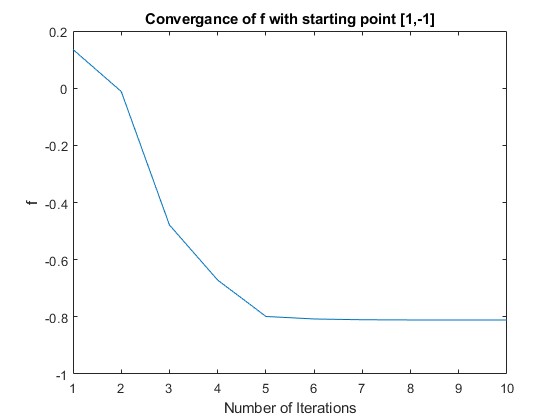 Convergance of f with starting point [1,-1]
0.2
0
-0.2
-0.4
-0.6
-0.8
-1
f
1 2 3 4 5 6 7 8 9 10
Number of Iterations